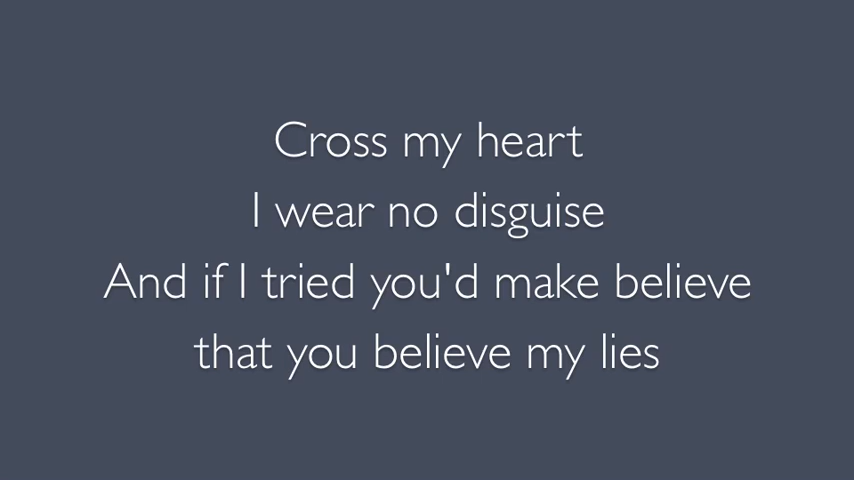 Cross my heart
I wear no disguise
And if I tried you'd make believe
that you believe my lies